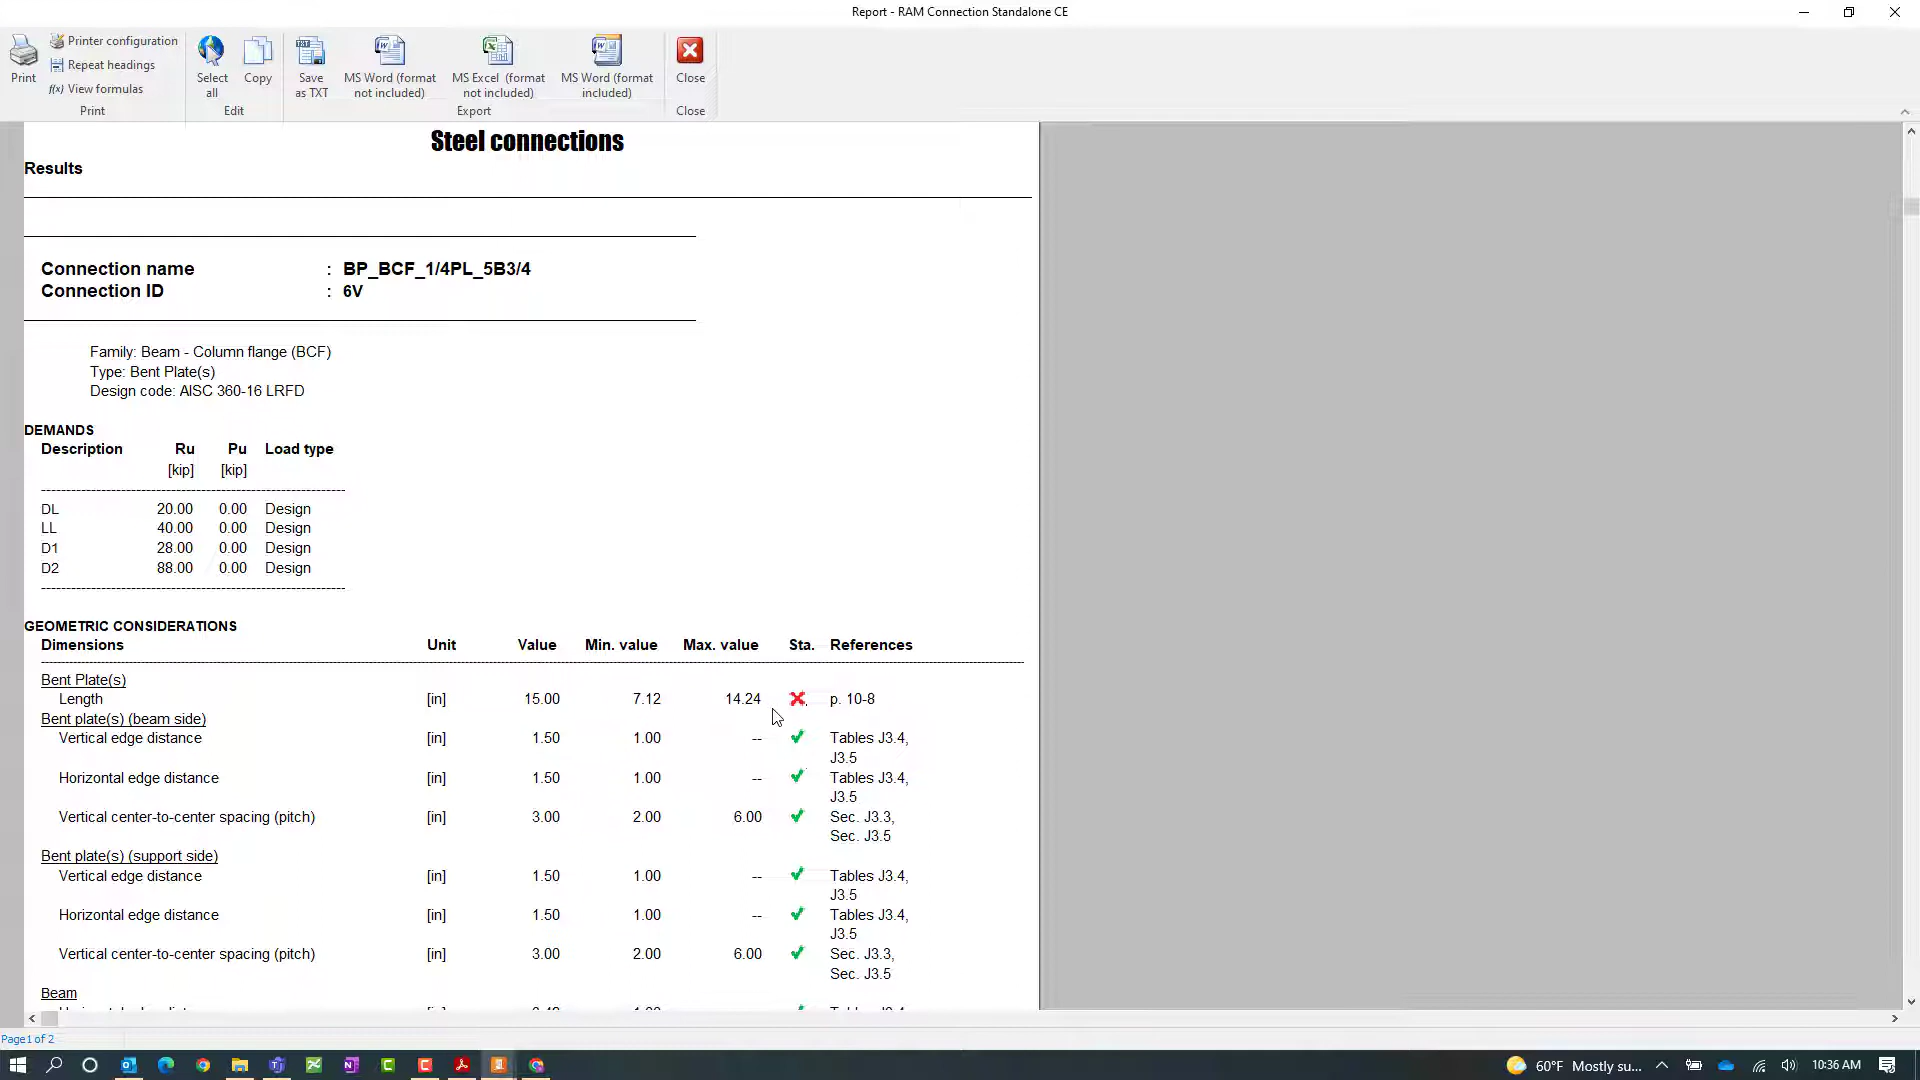 Report - RAM Connection Standalone CE
Print
Printer configuration
Repeat headings
f(x) View formulas
Print
Select all
Copy
Edit
TXT
Save as TXT
MS Word (format not included)
MS Excel (format not included)
MS Word (format included)
Export
Close
Close
Steel connections
Results
Connection name : BP_BCF_1/4PL_5B3/4
Connection ID : 6V
Family: Beam - Column flange (BCF)
Type: Bent Plate(s)
Design code: AISC 360-16 LRFD
DEMANDS
Description Ru Pu Load type
[kip] [kip]
DL 20.00 0.00 Design
LL 40.00 0.00 Design
D1 28.00 0.00 Design
D2 88.00 0.00 Design
GEOMETRIC CONSIDERATIONS
Dimensions Unit Value Min. value Max. value Sta. References
Bent Plate(s)
Length [in] 15.00 7.12 14.24 p. 10-8
Bent plate(s) (beam side)
Vertical edge distance [in] 1.50 1.00 -- Tables J3.4,
J3.5
Horizontal edge distance [in] 1.50 1.00 -- Tables J3.4,
J3.5
Vertical center-to-center spacing (pitch) [in] 3.00 2.00 6.00 Sec. J3.3,
Sec. J3.5
Bent plate(s) (support side)
Vertical edge distance [in] 1.50 1.00 -- Tables J3.4,
J3.5
Horizontal edge distance [in] 1.50 1.00 -- Tables J3.4,
J3.5
Vertical center-to-center spacing (pitch) [in] 3.00 2.00 6.00 Sec. J3.3,
Sec. J3.5
Beam
Page1 of 2
60°F Mostly su...
10:36 AM